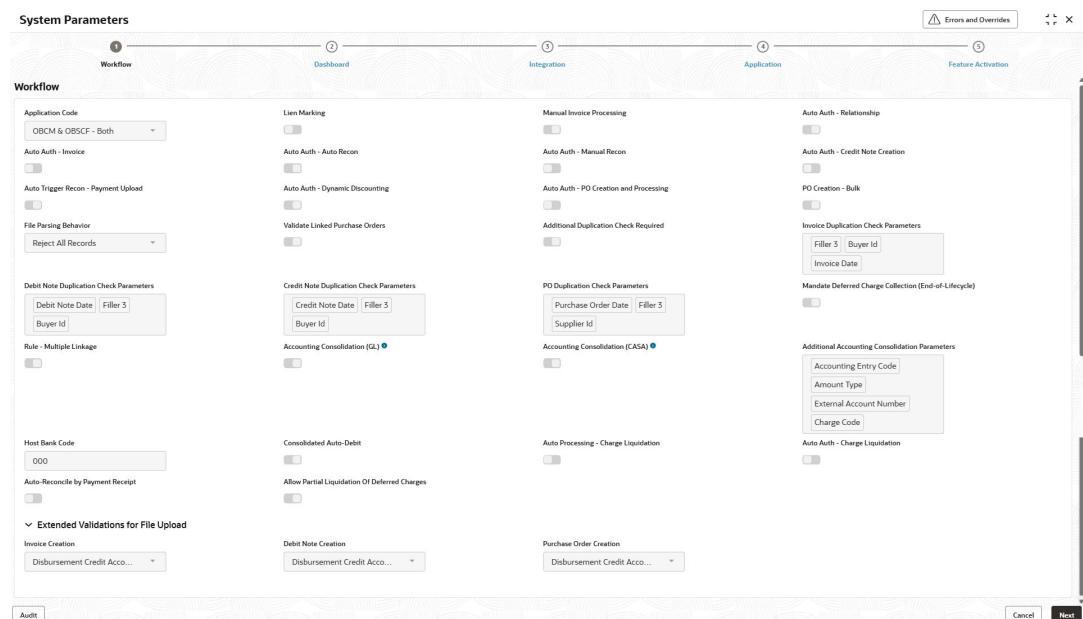 System Parameters
Errors and Overrides
1 2 3 4 5
Workflow Dashboard Integration Application Feature Activation
Workflow
Application Code Lien Marking Manual Invoice Processing Auto Auth - Relationship
OBCM & OBSCF - Both
Auto Auth - Invoice Auto Auth - Auto Recon Auto Auth - Manual Recon Auto Auth - Credit Note Creation
Auto Trigger Recon - Payment Upload Auto Auth - Dynamic Discounting Auto Auth - PO Creation and Processing PO Creation - Bulk
File Parsing Behavior Validate Linked Purchase Orders Additional Duplication Check Required Invoice Duplication Check Parameters
Reject All Records Filler 3 Buyer Id
Invoice Date
Debit Note Duplication Check Parameters Credit Note Duplication Check Parameters PO Duplication Check Parameters Mandate Deferred Charge Collection (End-of-Lifecycle)
Debit Note Date Filler 3 Credit Note Date Filler 3 Purchase Order Date Filler 3
Buyer Id Buyer Id Supplier Id
Rule - Multiple Linkage Accounting Consolidation (GL) Accounting Consolidation (CASA) Additional Accounting Consolidation Parameters
Accounting Entry Code
Amount Type
External Account Number
Charge Code
Host Bank Code Consolidated Auto-Debit Auto Processing - Charge Liquidation Auto Auth - Charge Liquidation
000
Auto-Reconcile by Payment Receipt Allow Partial Liquidation Of Deferred Charges
Extended Validations for File Upload
Invoice Creation Debit Note Creation Purchase Order Creation
Disbursement Credit Acco... Disbursement Credit Acco... Disbursement Credit Acco...
Audit Cancel Next